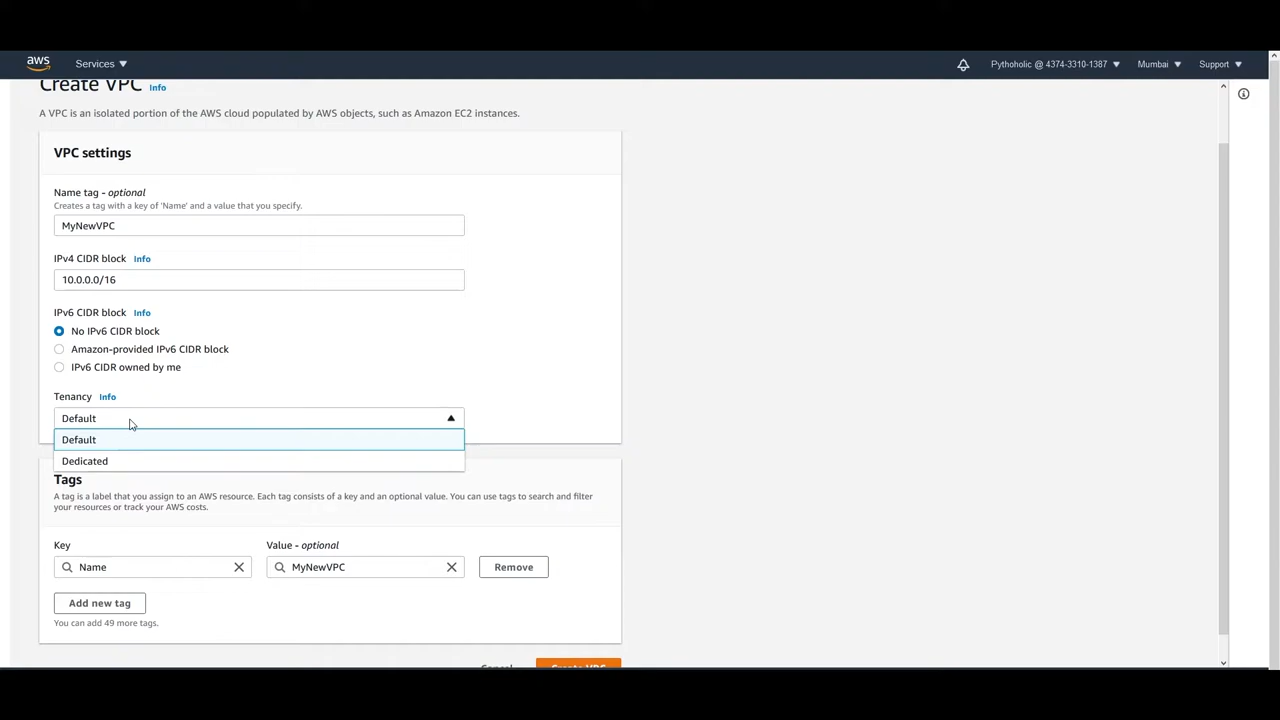 aws Services Pythoholic @ 4374-3310-1387 Mumbai Support
Create VPC Info
A VPC is an isolated portion of the AWS cloud populated by AWS objects, such as Amazon EC2 instances.
VPC settings
Name tag - optional
Creates a tag with a key of 'Name' and a value that you specify.
MyNewVPC
IPv4 CIDR block Info
10.0.0.0/16
IPv6 CIDR block Info
No IPv6 CIDR block
Amazon-provided IPv6 CIDR block
IPv6 CIDR owned by me
Tenancy Info
Default
Default
Dedicated
Tags
A tag is a label that you assign to an AWS resource. Each tag consists of a key and an optional value. You can use tags to search and filter
your resources or track your AWS costs.
Key Value - optional
Name MyNewVPC Remove
Add new tag
You can add 49 more tags.
Cancel Create VPC